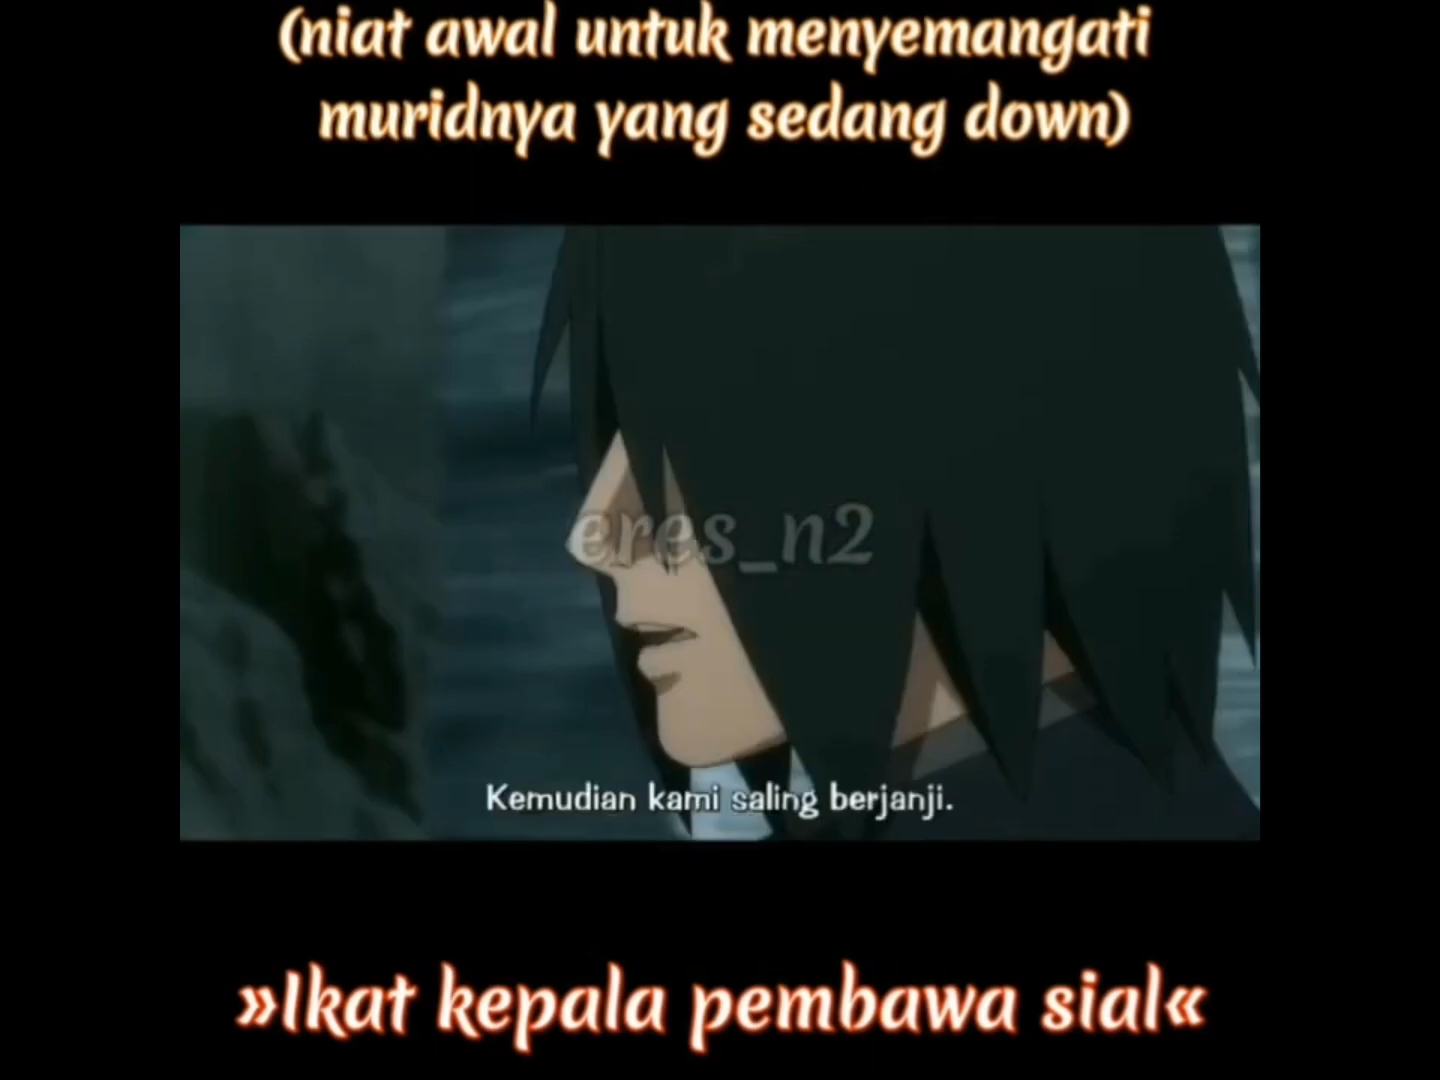 (niat awal untuk menyemangati
muridnya yang sedang down)
eres_n2
Kemudian kami saling berjanji.
»Ikat kepala pembawa sial«